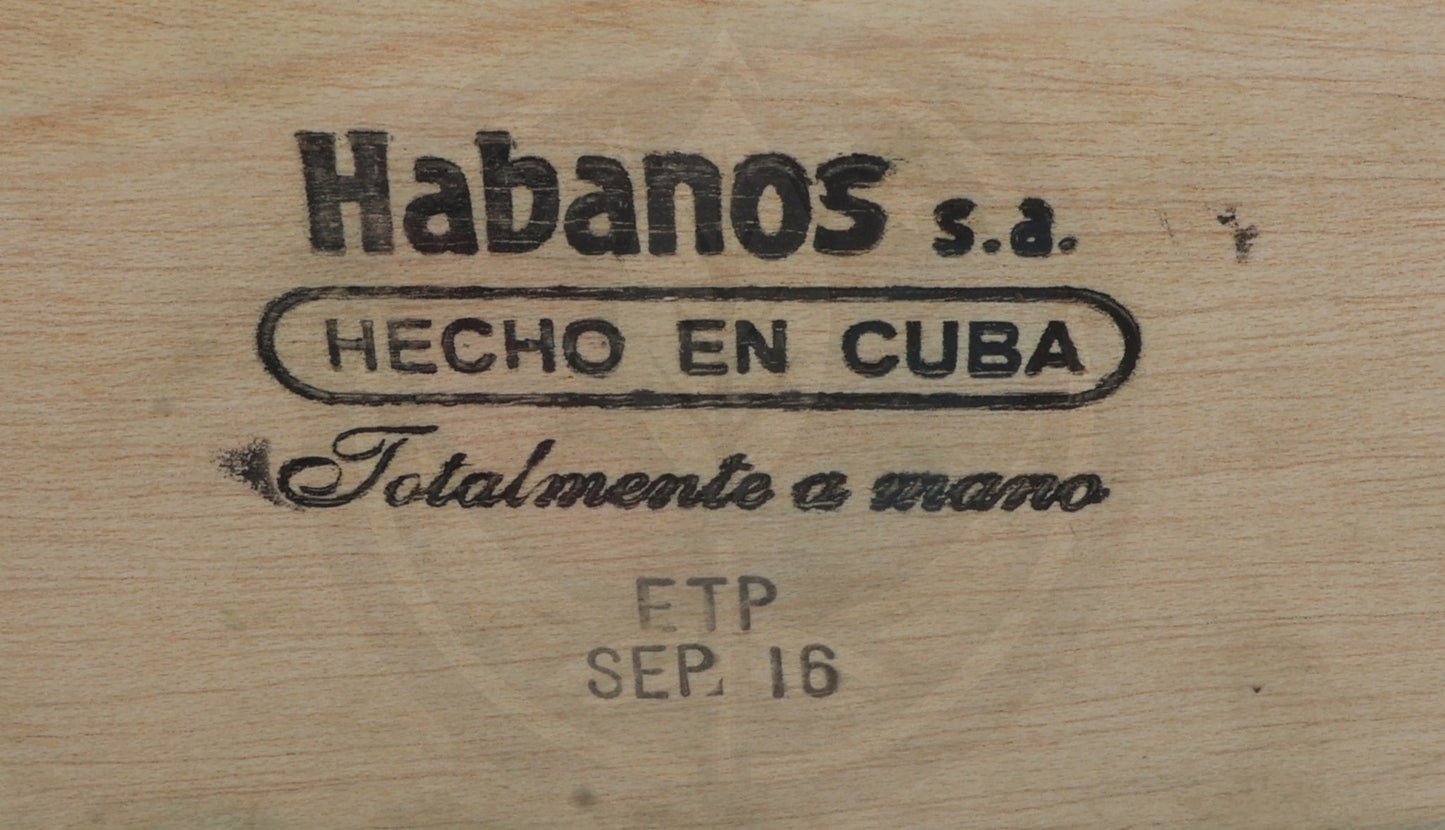 Habanos s.a.
HECHO EN CUBA
Totalmente a mano
ETP
SEP. 16